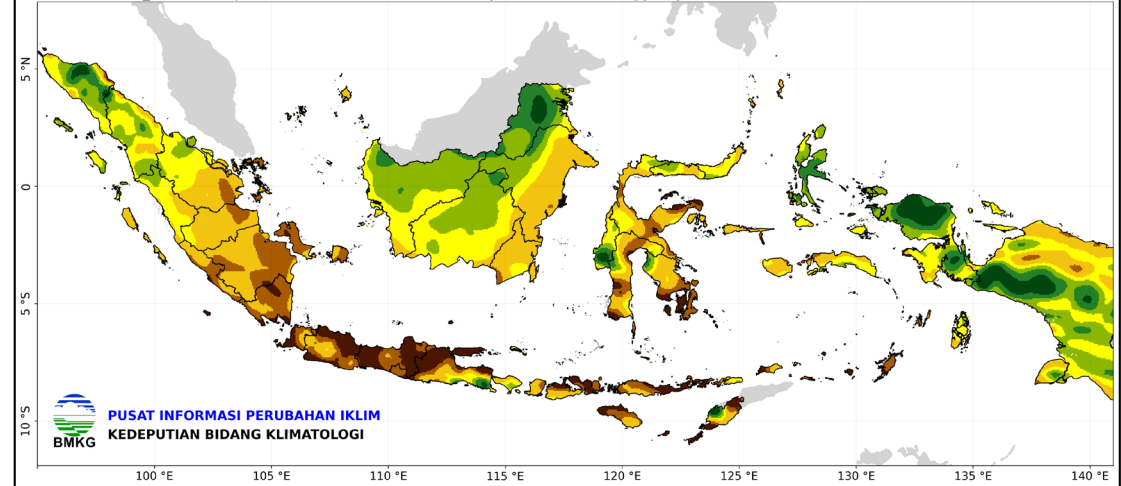 5 °N
0
5 °S
10 °S
PUSAT INFORMASI PERUBAHAN IKLIM
KEDEPUTIAN BIDANG KLIMATOLOGI
BMKG
100 °E
105 °E
110 °E
115 °E
120 °E
125 °E
130 °E
135 °E
140 °E